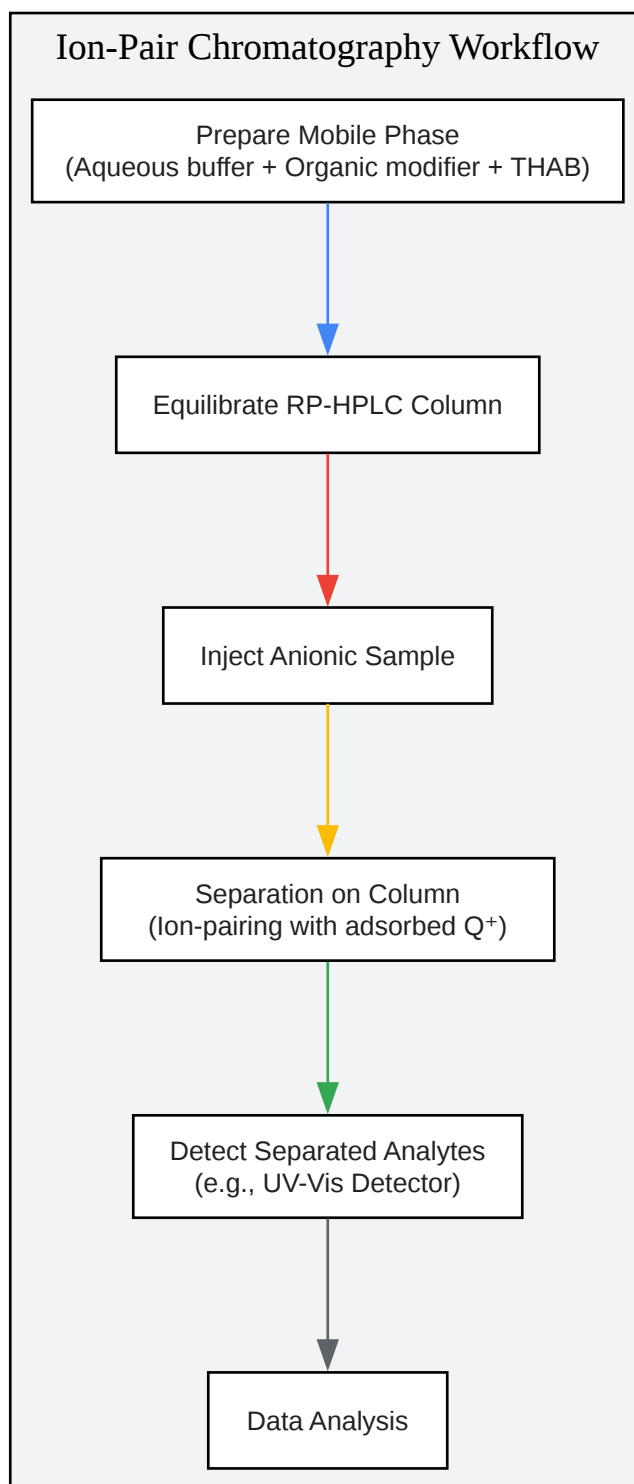 Ion-Pair Chromatography Workflow
Prepare Mobile Phase
(Aqueous buffer + Organic modifier + THAB)
Equilibrate RP-HPLC Column
Inject Anionic Sample
Separation on Column
(Ion-pairing with adsorbed Q⁺)
Detect Separated Analytes
(e.g., UV-Vis Detector)
Data Analysis